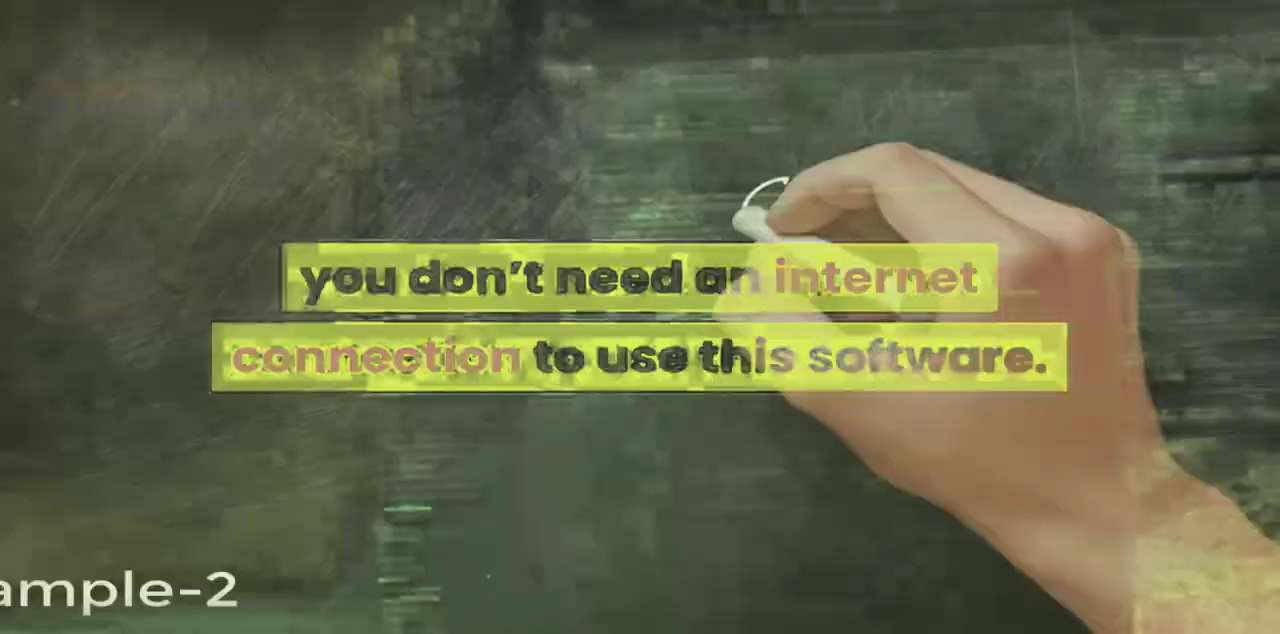 you don’t need an internet
connection to use this software.
ample-2